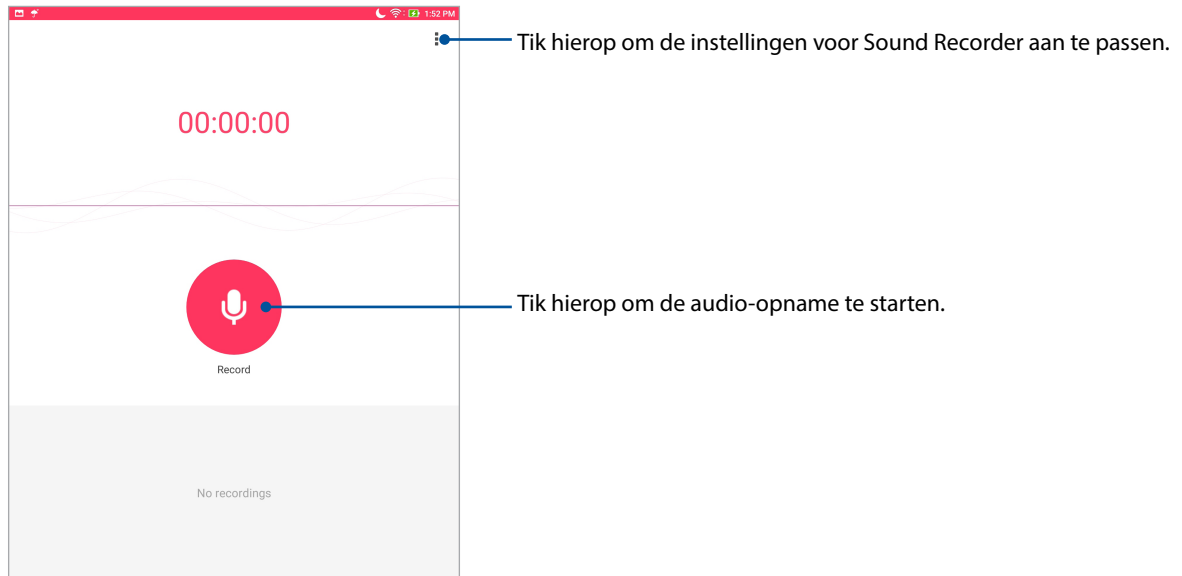 1:52 PM
Tik hierop om de instellingen voor Sound Recorder aan te passen.
00:00:00
Tik hierop om de audio-opname te starten.
Record
No recordings